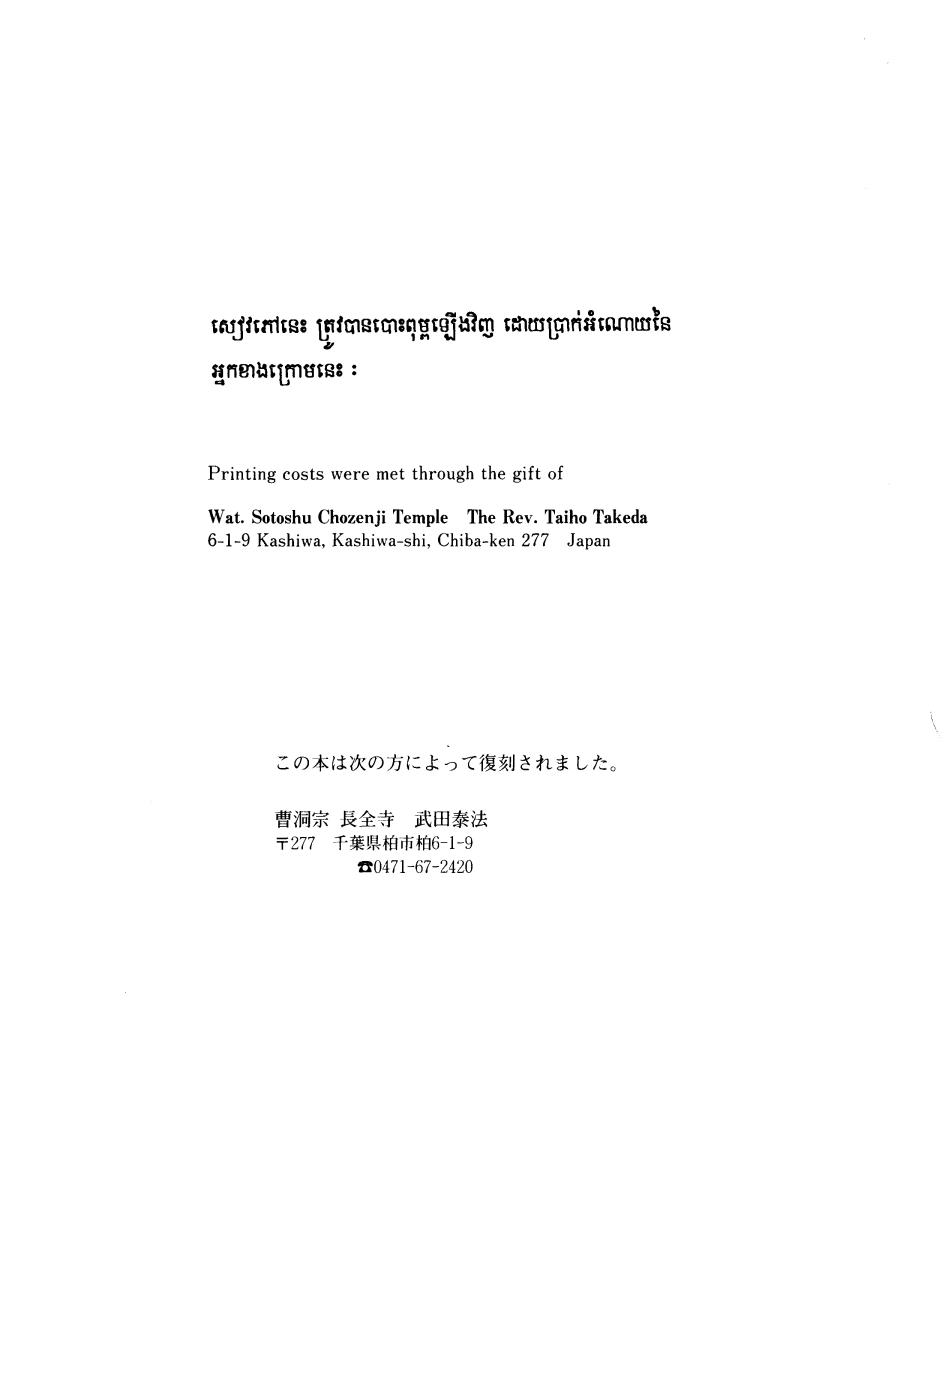 សៀវភៅនេះ ត្រូវបានបោះពុម្ពឡើងវិញ ដោយប្រាក់អំណោយនៃ
អ្នកខាងក្រោមនេះ :
Printing costs were met through the gift of
Wat. Sotoshu Chozenji Temple The Rev. Taiho Takeda
6-1-9 Kashiwa, Kashiwa-shi, Chiba-ken 277 Japan
この本は次の方によって復刻されました。
曹洞宗 長全寺 武田泰法
〒277 千葉県柏市柏6-1-9
☎0471-67-2420